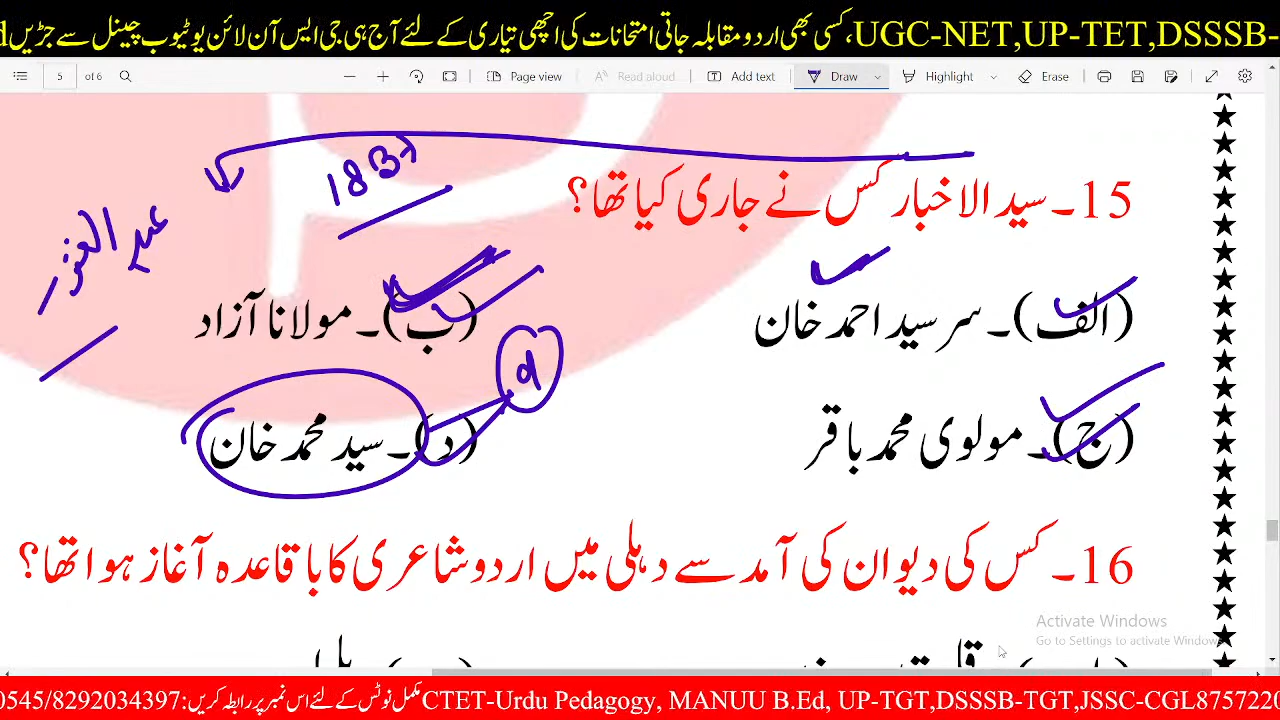 UGC-NET,UP-TET,DSSSB- ،کسی بھی اردو مقابلہ جاتی امتحانات کی اچھی تیاری کے لئے آج ہی جی ایس آن لائن یوٹیوب چینل سے جڑیں
5 of 6 Page view Read aloud Add text Draw Highlight Erase
183
15۔ سید الاخبار کس نے جاری کیا تھا؟
(الف)۔ سر سید احمد خان (ب)۔ مولانا آزاد
(ج)۔ مولوی محمد باقر (د)۔ سید محمد خان
16۔ کس کی دیوان کی آمد سے دہلی میں اردو شاعری کا باقاعدہ آغاز ہوا تھا؟
Activate Windows
Go to Settings to activate Windows.
0545/8292034397: مکمل نوٹس کے لئے اس نمبر پر رابطہ کریں CTET-Urdu Pedagogy, MANUU B.Ed, UP-TGT,DSSSB-TGT,JSSC-CGL8757220